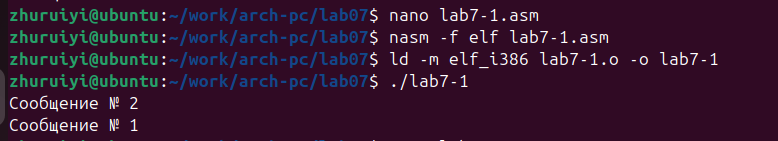 zhuruiyi@ubuntu:~/work/arch-pc/lab07$ nano lab7-1.asm
zhuruiyi@ubuntu:~/work/arch-pc/lab07$ nasm -f elf lab7-1.asm
zhuruiyi@ubuntu:~/work/arch-pc/lab07$ ld -m elf_i386 lab7-1.o -o lab7-1
zhuruiyi@ubuntu:~/work/arch-pc/lab07$ ./lab7-1
Сообщение № 2
Сообщение № 1